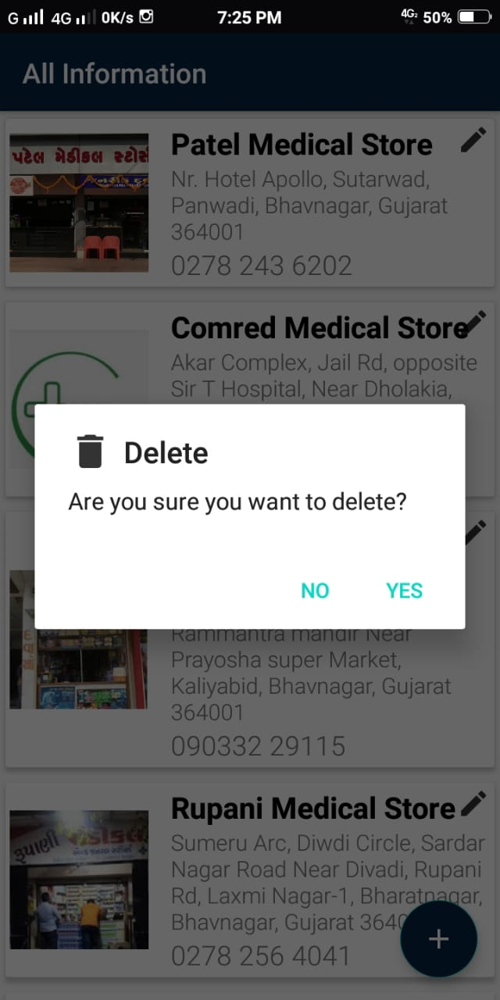 G 4G 0K/s 7:25 PM 4G 50%
All Information
પટેલ મેડીકલ સ્ટોર્સ
Patel Medical Store
Nr. Hotel Apollo, Sutarwad,
Panwadi, Bhavnagar, Gujarat
364001
0278 243 6202
Comred Medical Store
Akar Complex, Jail Rd, opposite
Sir T Hospital, Near Dholakia,
Delete
Are you sure you want to delete?
NO YES
Rammantra mandir Near
Prayosha super Market,
Kaliyabid, Bhavnagar, Gujarat
364001
090332 29115
રૂપાણી મેડીકલ
Rupani Medical Store
Sumeru Arc, Diwdi Circle, Sardar
Nagar Road Near Divadi, Rupani
Rd, Laxmi Nagar-1, Bharatnagar,
Bhavnagar, Gujarat 3640
0278 256 4041
+